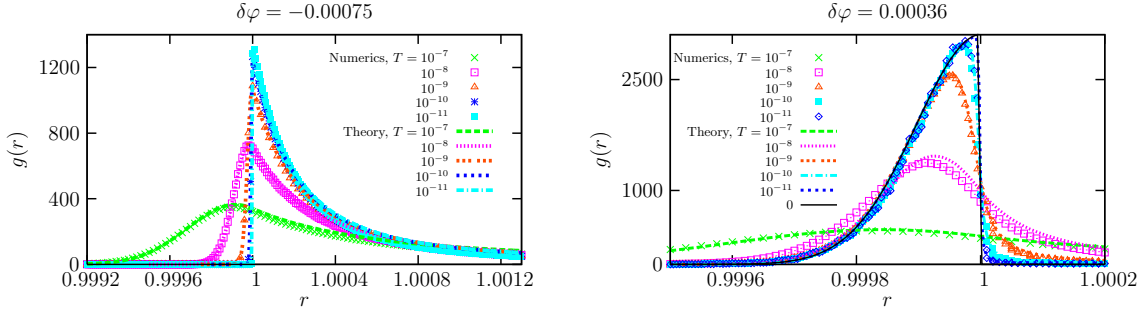 δφ = −0.00075
g(r)
1200
800
400
0
0.9992 0.9996 1 1.0004 1.0008 1.0012
r
Numerics, T = 10⁻⁷
10⁻⁸
10⁻⁹
10⁻¹⁰
10⁻¹¹
Theory, T = 10⁻⁷
10⁻⁸
10⁻⁹
10⁻¹⁰
10⁻¹¹
δφ = 0.00036
g(r)
2500
1000
0
0.9996 0.9998 1 1.0002
r
Numerics, T = 10⁻⁷
10⁻⁸
10⁻⁹
10⁻¹⁰
10⁻¹¹
Theory, T = 10⁻⁷
10⁻⁸
10⁻⁹
10⁻¹⁰
10⁻¹¹
0